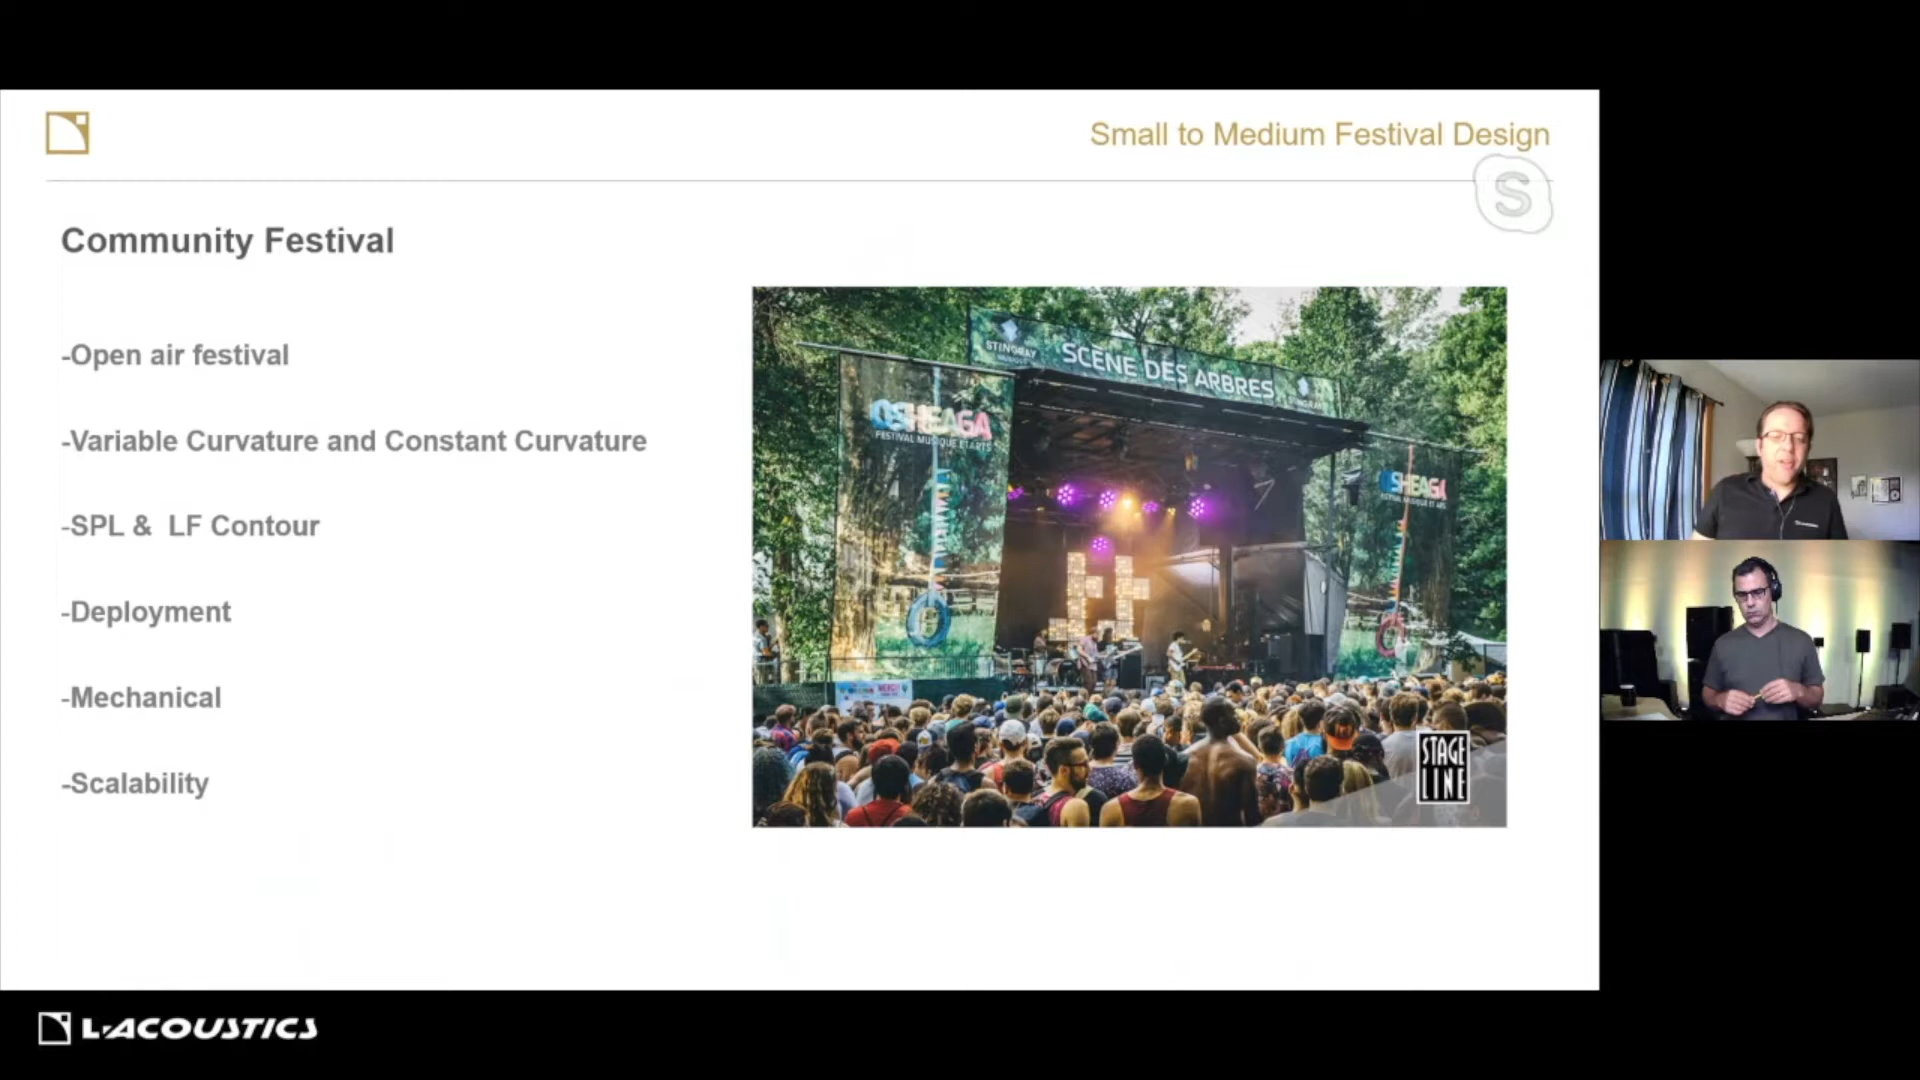 Small to Medium Festival Design
S
Community Festival
-Open air festival
-Variable Curvature and Constant Curvature
-SPL & LF Contour
-Deployment
-Mechanical
-Scalability
STINGRAY
SCÈNE DES ARBRES
OSHEAGA
FESTIVAL MUSIQUE ET ARTS
OSHEAGA
STAGE
LINE
L-ACOUSTICS